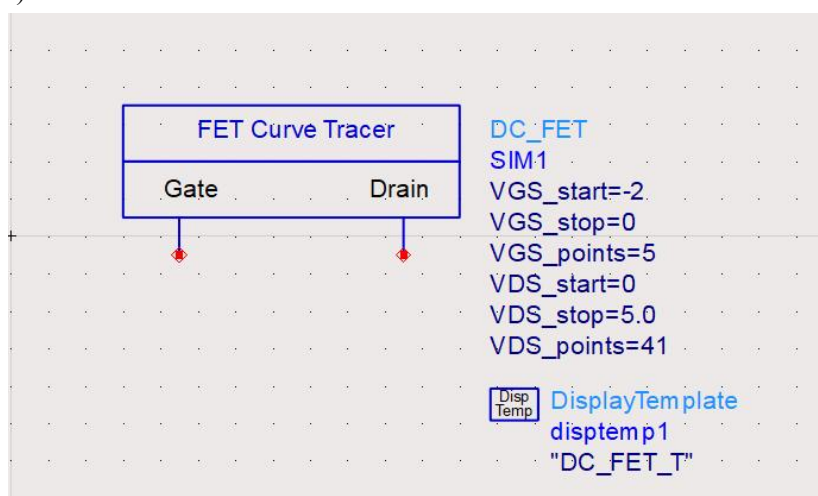 FET Curve Tracer
Gate Drain
DC_FET
SIM1
VGS_start=-2
VGS_stop=0
VGS_points=5
VDS_start=0
VDS_stop=5.0
VDS_points=41
Disp
Temp
DisplayTemplate
disptemp1
"DC_FET_T"